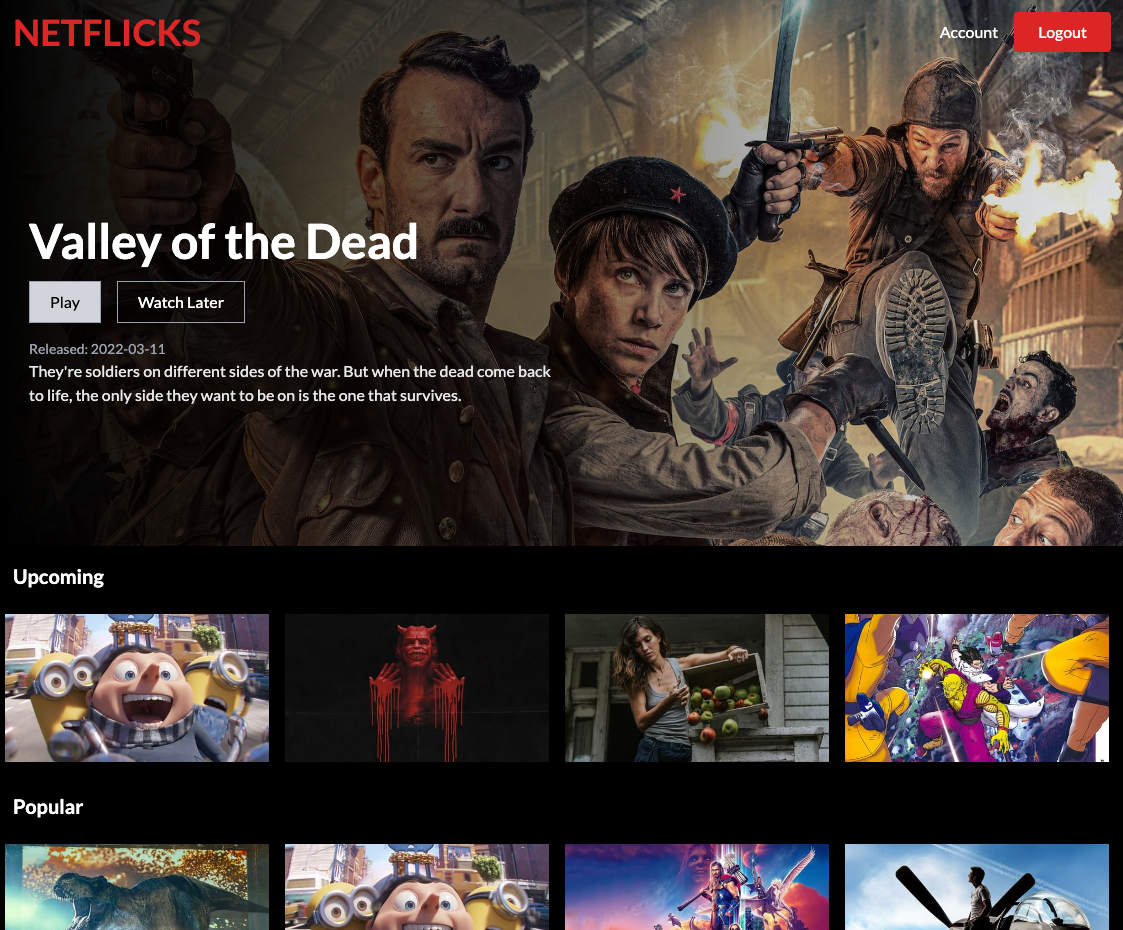 NETFLICKS
Account
Logout
Valley of the Dead
Play
Watch Later
Released: 2022-03-11
They're soldiers on different sides of the war. But when the dead come back
to life, the only side they want to be on is the one that survives.
Upcoming
Popular